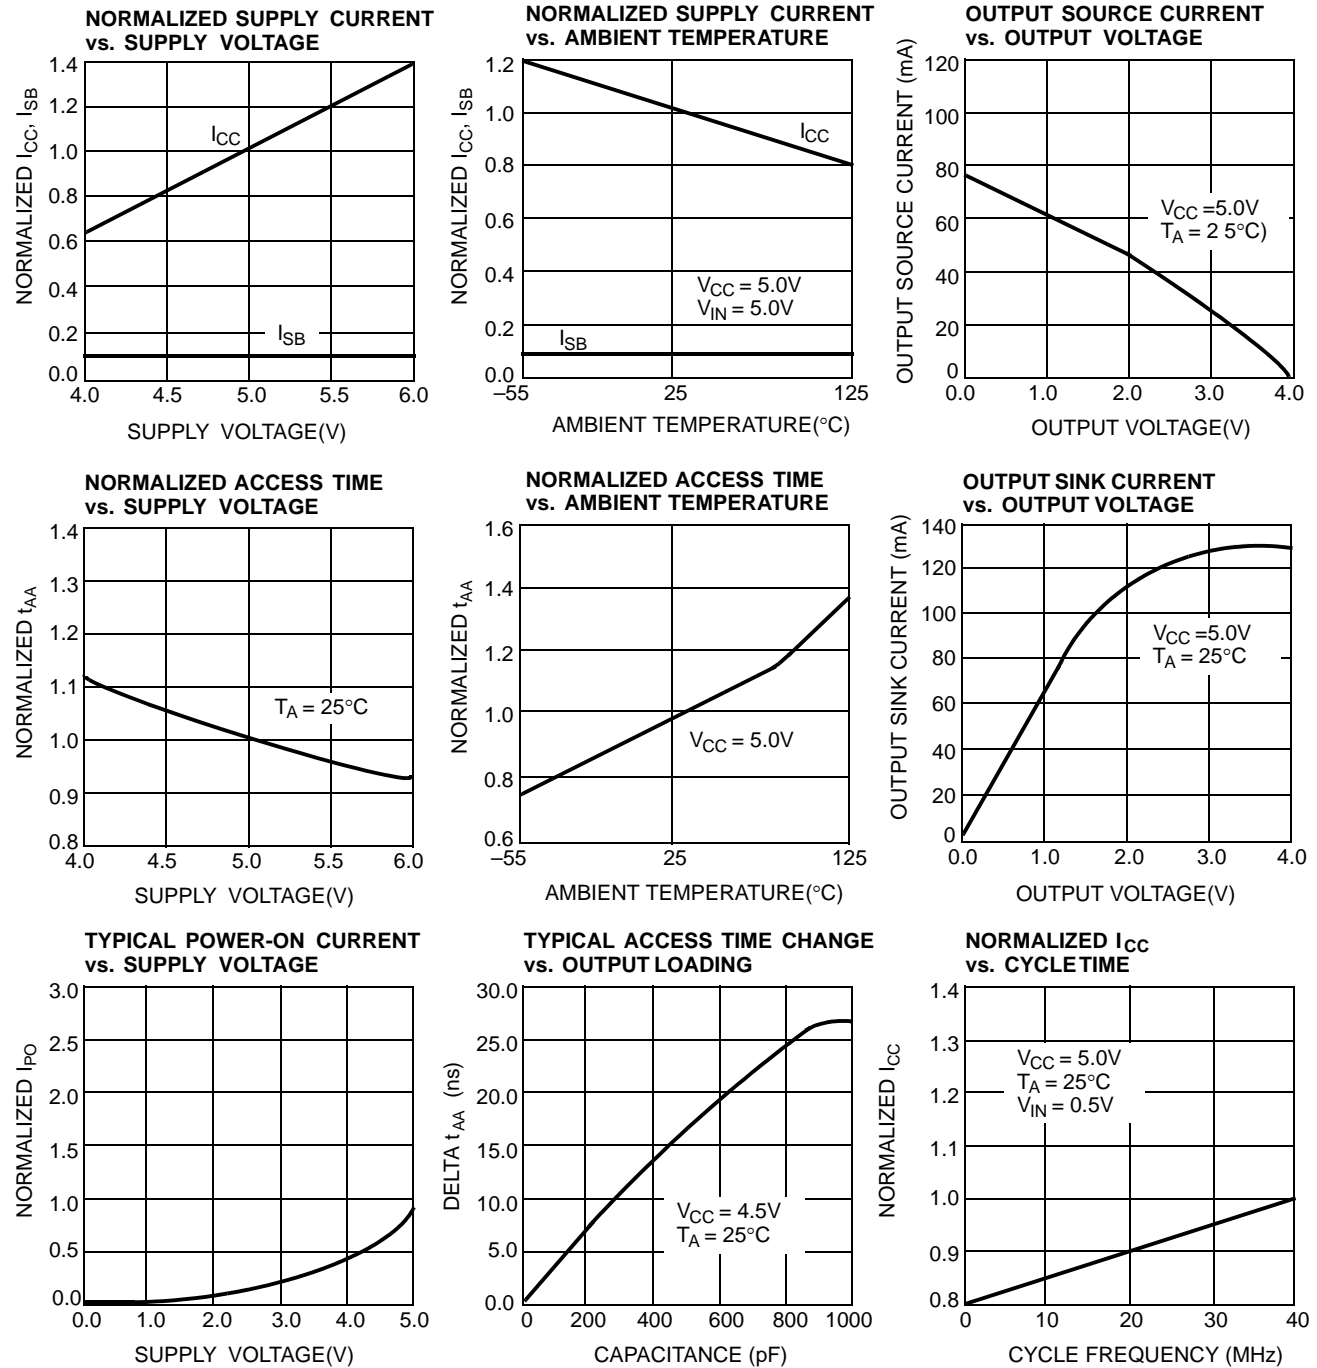 NORMALIZED SUPPLY CURRENT
vs. SUPPLY VOLTAGE
NORMALIZED ICC, ISB
1.4
1.2
1.0
0.8
0.6
0.4
0.2
0.0
ICC
ISB
4.0 4.5 5.0 5.5 6.0
SUPPLY VOLTAGE(V)
NORMALIZED SUPPLY CURRENT
vs. AMBIENT TEMPERATURE
NORMALIZED ICC, ISB
1.2
1.0
0.8
0.6
0.4
0.2
0.0
ICC
VCC = 5.0V
VIN = 5.0V
ISB
–55 25 125
AMBIENT TEMPERATURE(°C)
OUTPUT SOURCE CURRENT
vs. OUTPUT VOLTAGE
OUTPUT SOURCE CURRENT (mA)
120
100
80
60
40
20
0
VCC =5.0V
TA = 2 5°C)
0.0 1.0 2.0 3.0 4.0
OUTPUT VOLTAGE(V)
NORMALIZED ACCESS TIME
vs. SUPPLY VOLTAGE
NORMALIZED tAA
1.4
1.3
1.2
1.1
1.0
0.9
0.8
TA = 25°C
4.0 4.5 5.0 5.5 6.0
SUPPLY VOLTAGE(V)
NORMALIZED ACCESS TIME
vs. AMBIENT TEMPERATURE
NORMALIZED tAA
1.6
1.4
1.2
1.0
0.8
0.6
VCC = 5.0V
–55 25 125
AMBIENT TEMPERATURE(°C)
OUTPUT SINK CURRENT
vs. OUTPUT VOLTAGE
OUTPUT SINK CURRENT (mA)
140
120
100
80
60
40
20
0
VCC =5.0V
TA = 25°C
0.0 1.0 2.0 3.0 4.0
OUTPUT VOLTAGE(V)
TYPICAL POWER-ON CURRENT
vs. SUPPLY VOLTAGE
NORMALIZED IPO
3.0
2.5
2.0
1.5
1.0
0.5
0.0
0.0 1.0 2.0 3.0 4.0 5.0
SUPPLY VOLTAGE(V)
TYPICAL ACCESS TIME CHANGE
vs. OUTPUT LOADING
DELTA tAA (ns)
30.0
25.0
20.0
15.0
10.0
5.0
0.0
VCC = 4.5V
TA = 25°C
0 200 400 600 800 1000
CAPACITANCE (pF)
NORMALIZED ICC
vs. CYCLE TIME
NORMALIZED ICC
1.4
1.3
1.2
1.1
1.0
0.9
0.8
VCC = 5.0V
TA = 25°C
VIN = 0.5V
0 10 20 30 40
CYCLE FREQUENCY (MHz)